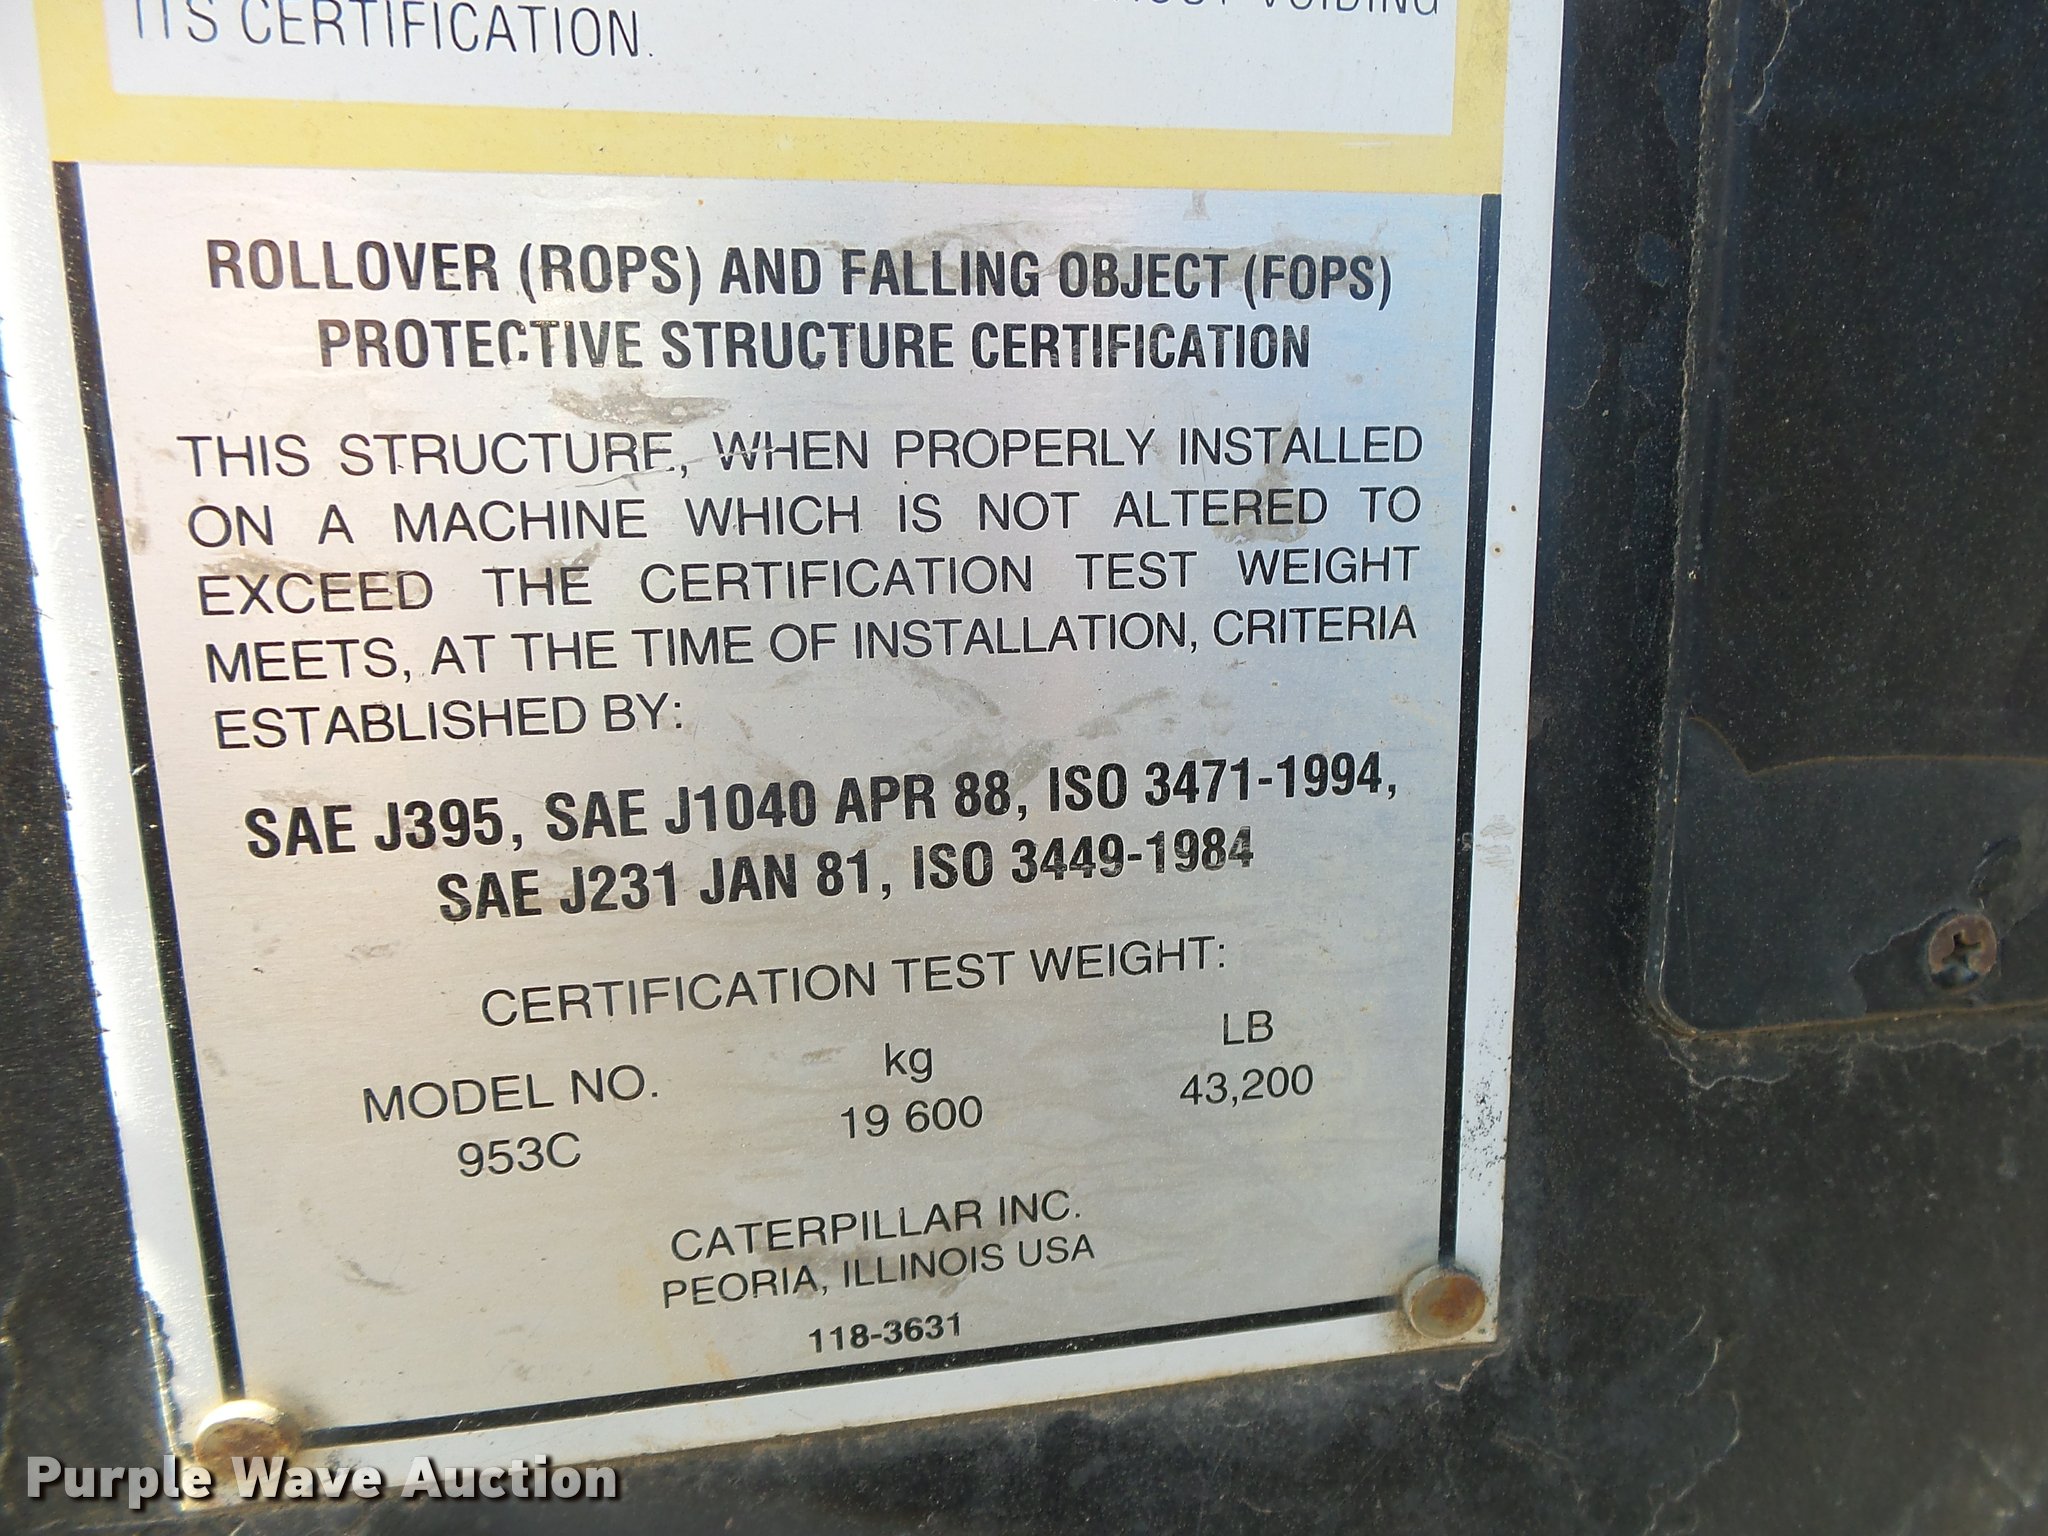 VOIDING
ITS CERTIFICATION.
ROLLOVER (ROPS) AND FALLING OBJECT (FOPS)
PROTECTIVE STRUCTURE CERTIFICATION
THIS STRUCTURE, WHEN PROPERLY INSTALLED
ON A MACHINE WHICH IS NOT ALTERED TO
EXCEED THE CERTIFICATION TEST WEIGHT
MEETS, AT THE TIME OF INSTALLATION, CRITERIA
ESTABLISHED BY:
SAE J395, SAE J1040 APR 88, ISO 3471-1994,
SAE J231 JAN 81, ISO 3449-1984
CERTIFICATION TEST WEIGHT:
MODEL NO. kg LB
953C 19 600 43,200
CATERPILLAR INC.
PEORIA, ILLINOIS USA
118-3631
Purple Wave Auction